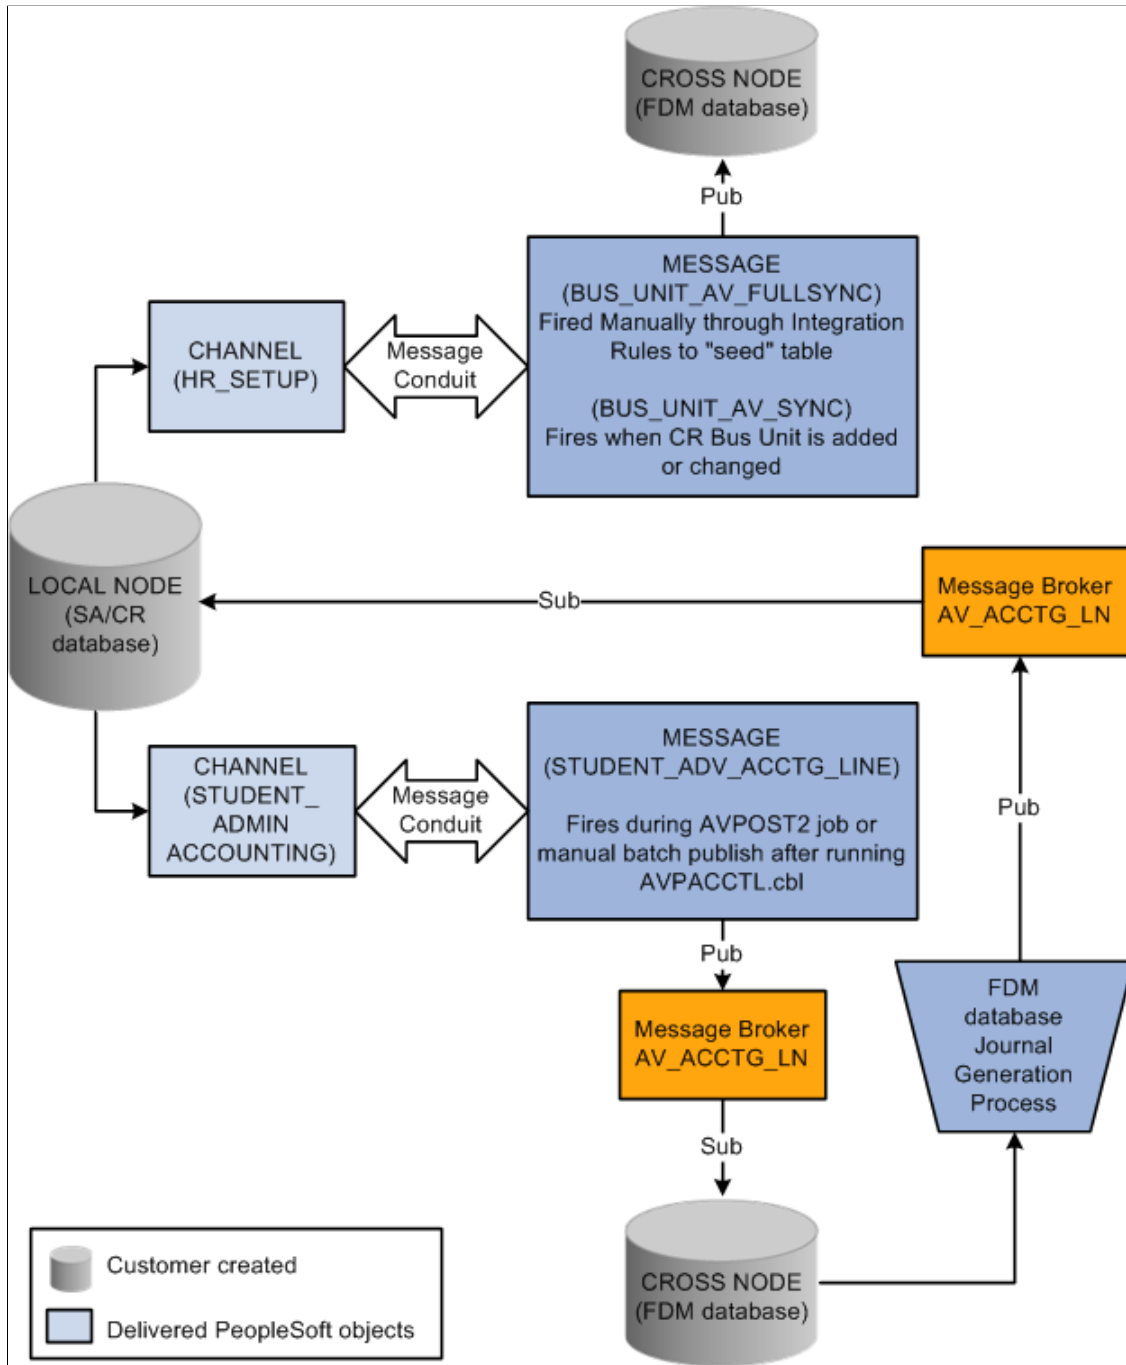 CROSS NODE
(FDM database)
Pub
MESSAGE
(BUS_UNIT_AV_FULLSYNC)
Fired Manually through Integration
Rules to "seed" table
(BUS_UNIT_AV_SYNC)
Fires when CR Bus Unit is added
or changed
CHANNEL
(HR_SETUP)
Message
Conduit
LOCAL NODE
(SA/CR
database)
Sub
Message Broker
AV_ACCTG_LN
CHANNEL
(STUDENT_
ADMIN
ACCOUNTING)
Message
Conduit
MESSAGE
(STUDENT_ADV_ACCTG_LINE)
Fires during AVPOST2 job or
manual batch publish after running
AVPACCTL.cbl
Pub
Pub
Message Broker
AV_ACCTG_LN
FDM
database
Journal
Generation
Process
Sub
CROSS NODE
(FDM database)
Customer created
Delivered PeopleSoft objects